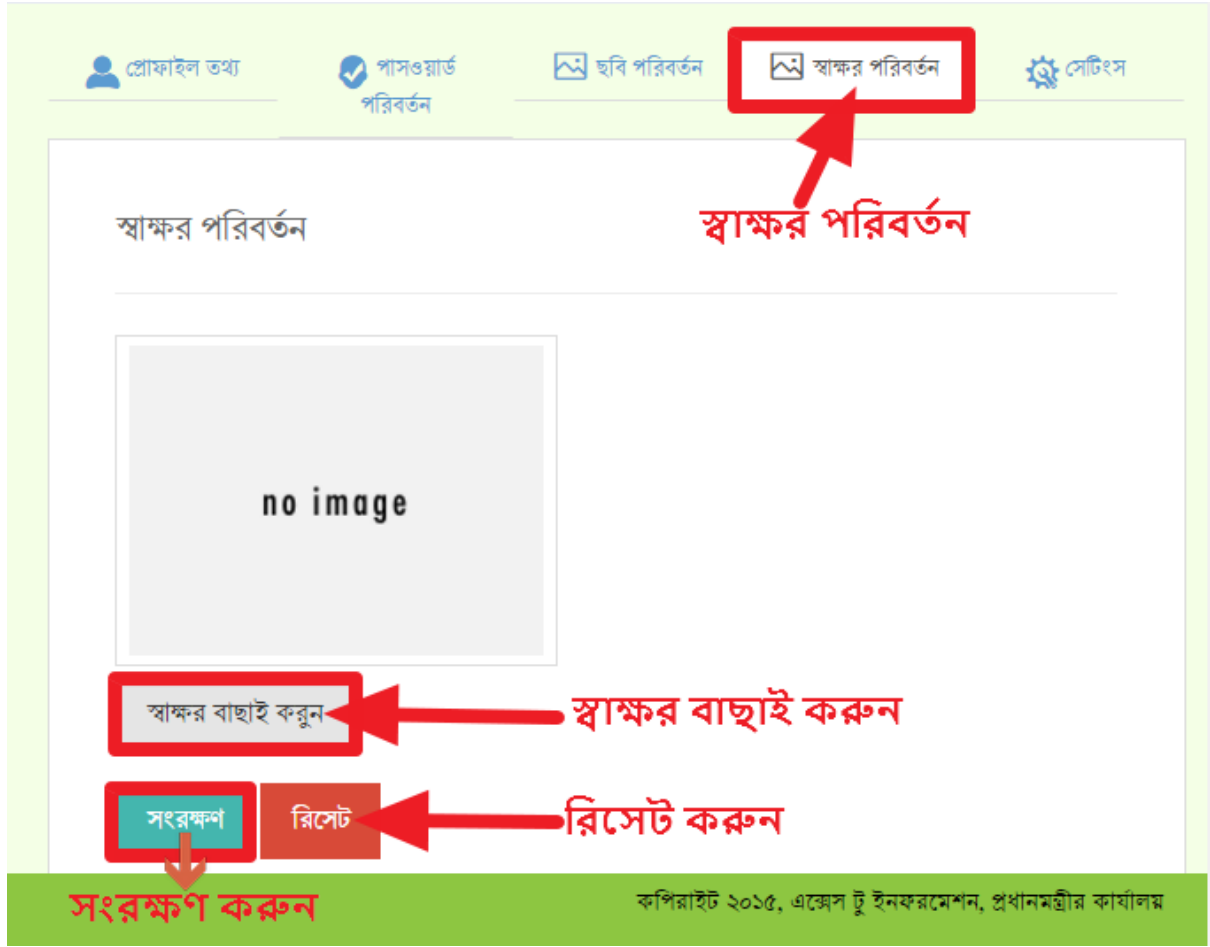 প্রোফাইল তথ্য
পাসওয়ার্ড
পরিবর্তন
ছবি পরিবর্তন
স্বাক্ষর পরিবর্তন
সেটিংস
স্বাক্ষর পরিবর্তন
স্বাক্ষর পরিবর্তন
no image
স্বাক্ষর বাছাই করুন
স্বাক্ষর বাছাই করুন
সংরক্ষণ
রিসেট
রিসেট করুন
সংরক্ষণ করুন
কপিরাইট ২০১৫, এক্সেস টু ইনফরমেশন, প্রধানমন্ত্রীর কার্যালয়